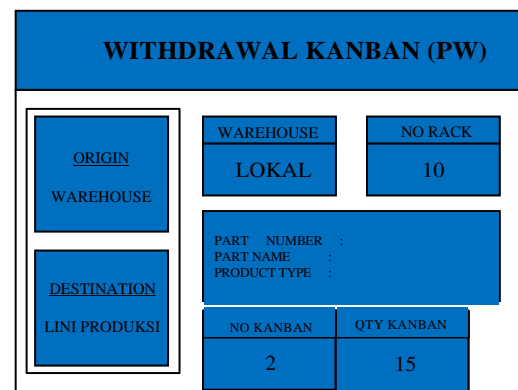 WITHDRAWAL KANBAN (PW)
ORIGIN
WAREHOUSE
DESTINATION
LINI PRODUKSI
WAREHOUSE
LOKAL
NO RACK
10
PART NUMBER :
PART NAME :
PRODUCT TYPE :
NO KANBAN
2
QTY KANBAN
15